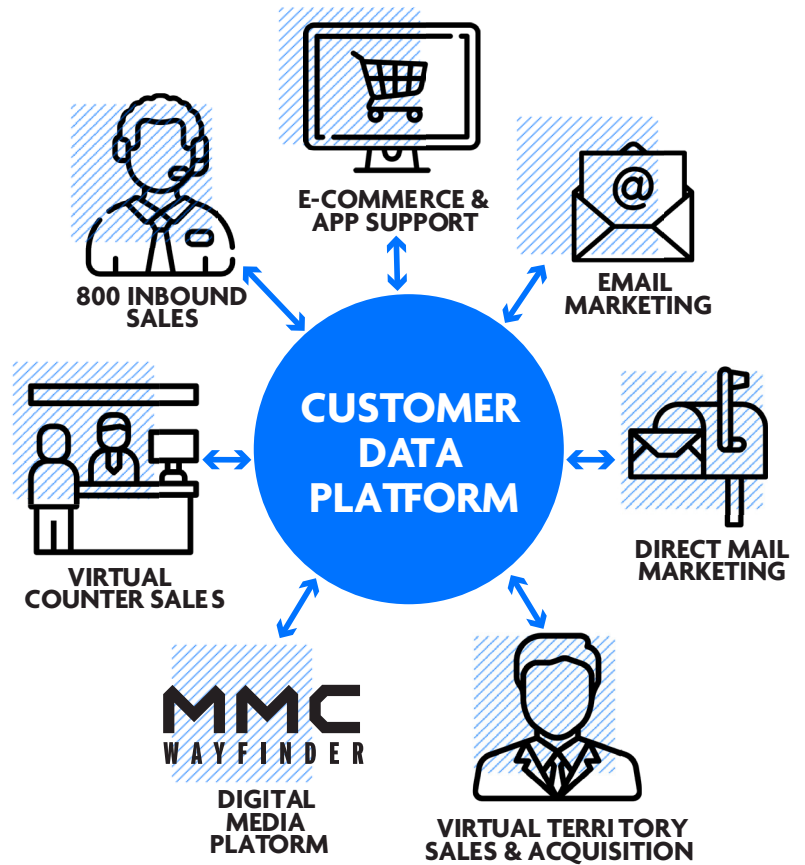 E-COMMERCE &
APP SUPPORT
@
EMAIL
MARKETING
800 INBOUND
SALES
CUSTOMER
DATA
PLATFORM
DIRECT MAIL
MARKETING
VIRTUAL
COUNTER SALES
MMC
WAYFINDER
DIGITAL
MEDIA
PLATORM
VIRTUAL TERRITORY
SALES & ACQUISITION